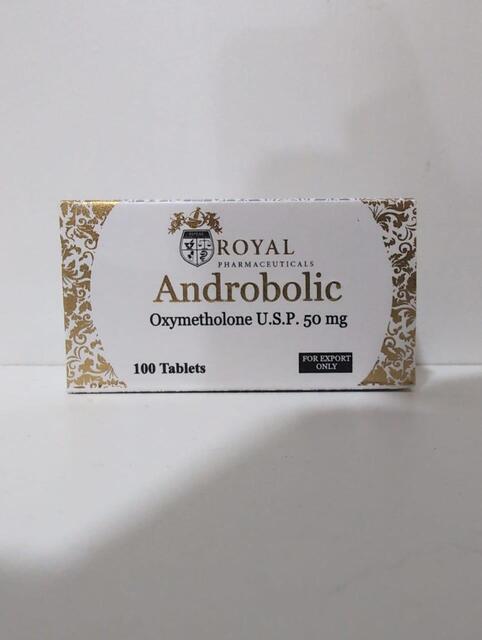 ROYAL
PHARMACEUTICALS
Androbolic
Oxymetholone U.S.P. 50 mg
100 Tablets
FOR EXPORT
ONLY